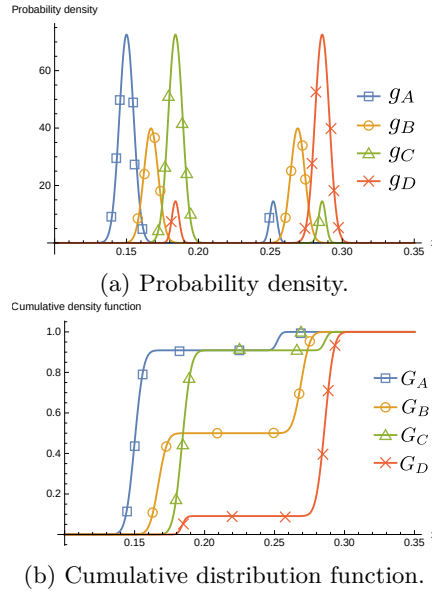 Probability density
60
40
20
0.15 0.20 0.25 0.30
g_A
g_B
g_C
g_D
(a) Probability density.
Cumulative density function
1.0
0.8
0.6
0.4
0.2
0.15 0.20 0.25 0.30 0.35
G_A
G_B
G_C
G_D
(b) Cumulative distribution function.